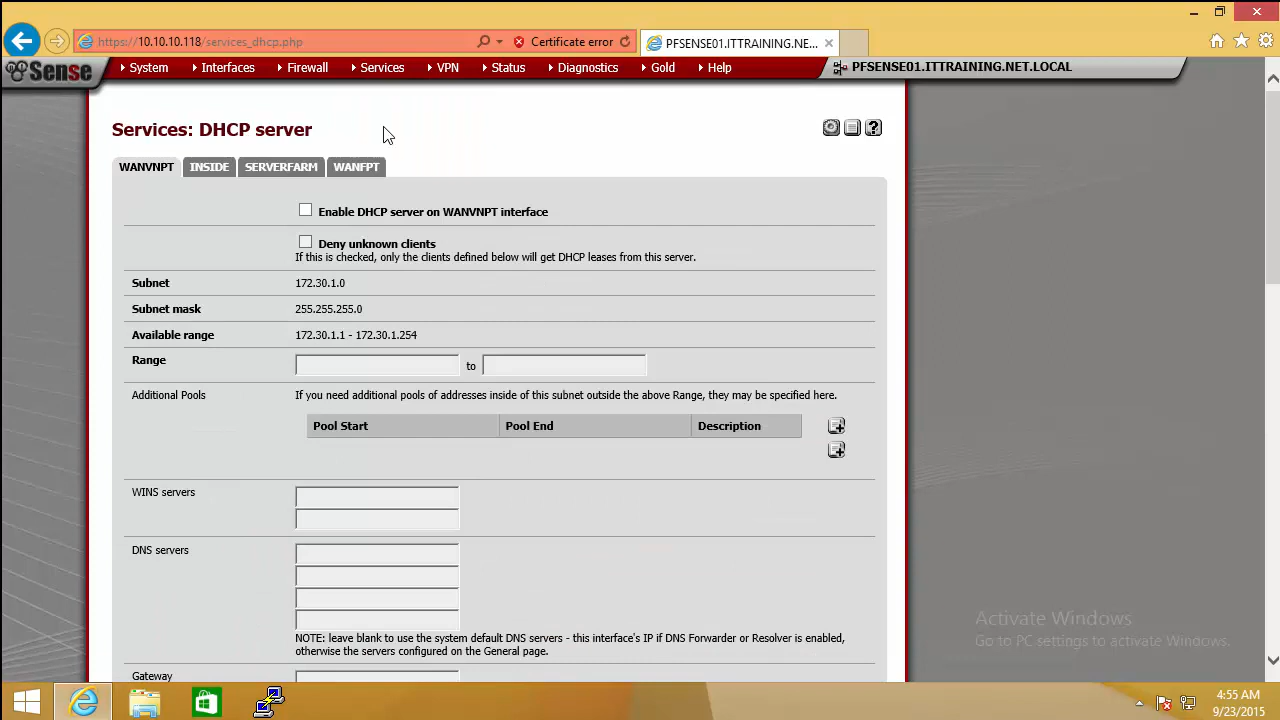 https://10.10.10.118/services_dhcp.php
Certificate error
PFSENSE01.ITTRAINING.NE...
Sense
System
Interfaces
Firewall
Services
VPN
Status
Diagnostics
Gold
Help
PFSENSE01.ITTRAINING.NET.LOCAL
Services: DHCP server
WANVNPT
INSIDE
SERVERFARM
WANFPT
Enable DHCP server on WANVNPT interface
Deny unknown clients
If this is checked, only the clients defined below will get DHCP leases from this server.
Subnet
172.30.1.0
Subnet mask
255.255.255.0
Available range
172.30.1.1 - 172.30.1.254
Range
to
Additional Pools
If you need additional pools of addresses inside of this subnet outside the above Range, they may be specified here.
Pool Start
Pool End
Description
WINS servers
DNS servers
NOTE: leave blank to use the system default DNS servers - this interface's IP if DNS Forwarder or Resolver is enabled,
otherwise the servers configured on the General page.
Gateway
Activate Windows
Go to PC settings to activate Windows.
4:55 AM
9/23/2015